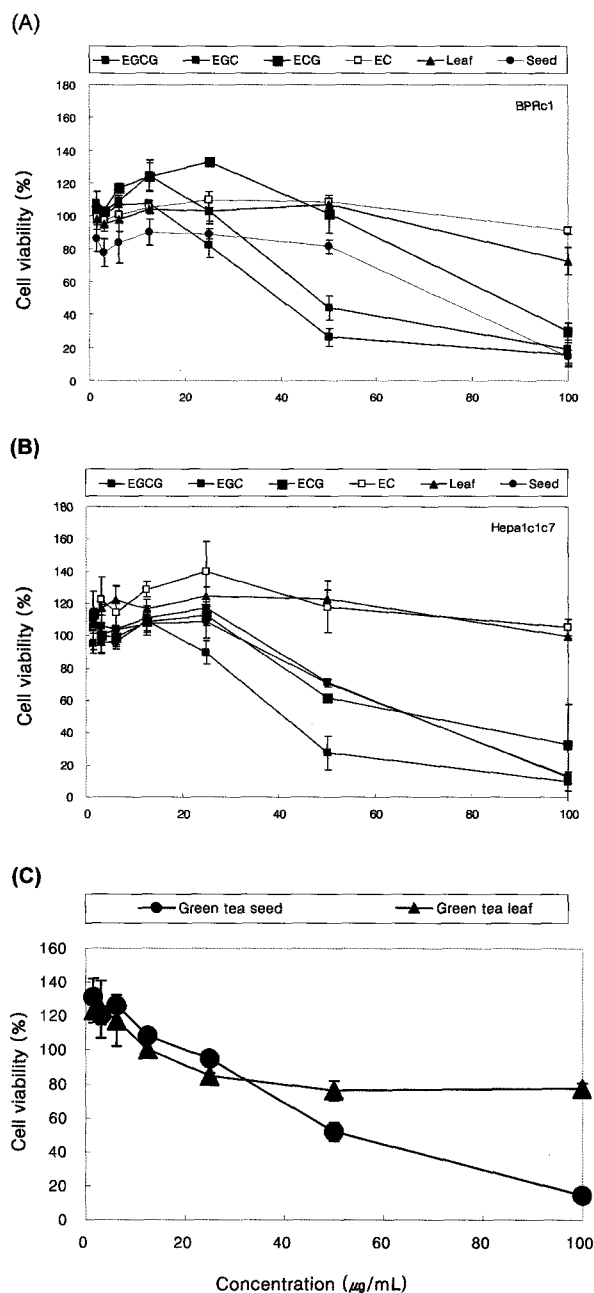 (A)
EGCG EGC ECG EC Leaf Seed
BPRc1
Cell viability (%)
180
160
140
120
100
80
60
40
20
0
0 20 40 60 80 100
(B)
EGCG EGC ECG EC Leaf Seed
Hepa1c1c7
Cell viability (%)
180
160
140
120
100
80
60
40
20
0
0 20 40 60 80 100
(C)
Green tea seed Green tea leaf
Cell viability (%)
160
140
120
100
80
60
40
20
0
0 20 40 60 80 100
Concentration (μg/mL)